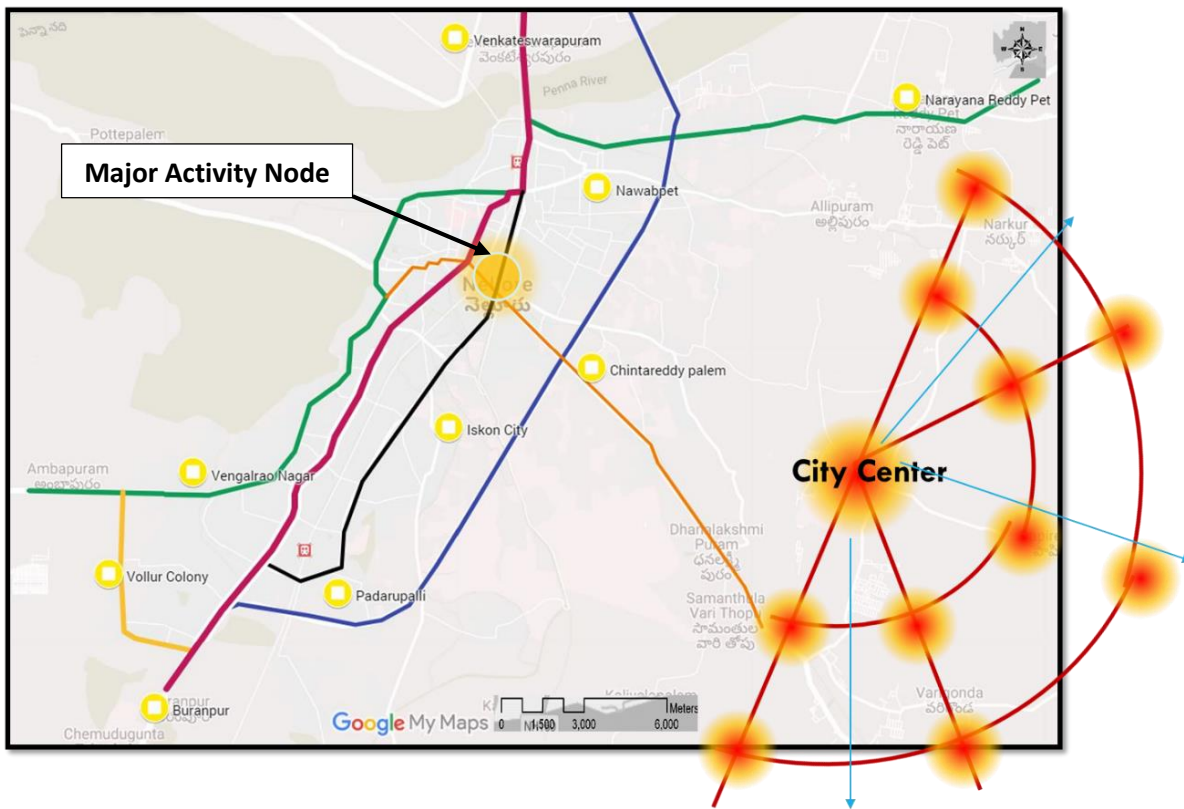 పెన్నా నది
Venkateswarapuram
వెంకటేశ్వరపురం
N
W E
S
Penna River
Narayana Reddy Pet
Reddy Pet
నారాయణ
రెడ్డి పేట్
Pottepalem
Major Activity Node
Nawabpet
Allipuram
అల్లిపురం
Narkur
నర్కుర్
Nellore
నెల్లూరు
Chintareddy palem
Iskon City
City Center
Ambapuram
అంబాపురం
Vengalrao Nagar
Dhanalakshmi
Puram
ధనలక్ష్మీ
పురం
Vollur Colony
Padarupalli
Samanthula
Vari Thopu
సామంతుల
వారి తోపు
Buranpur
Varigonda
వరిగొండ
Chemudugunta
Google My Maps
Meters
0 1,500 3,000 6,000